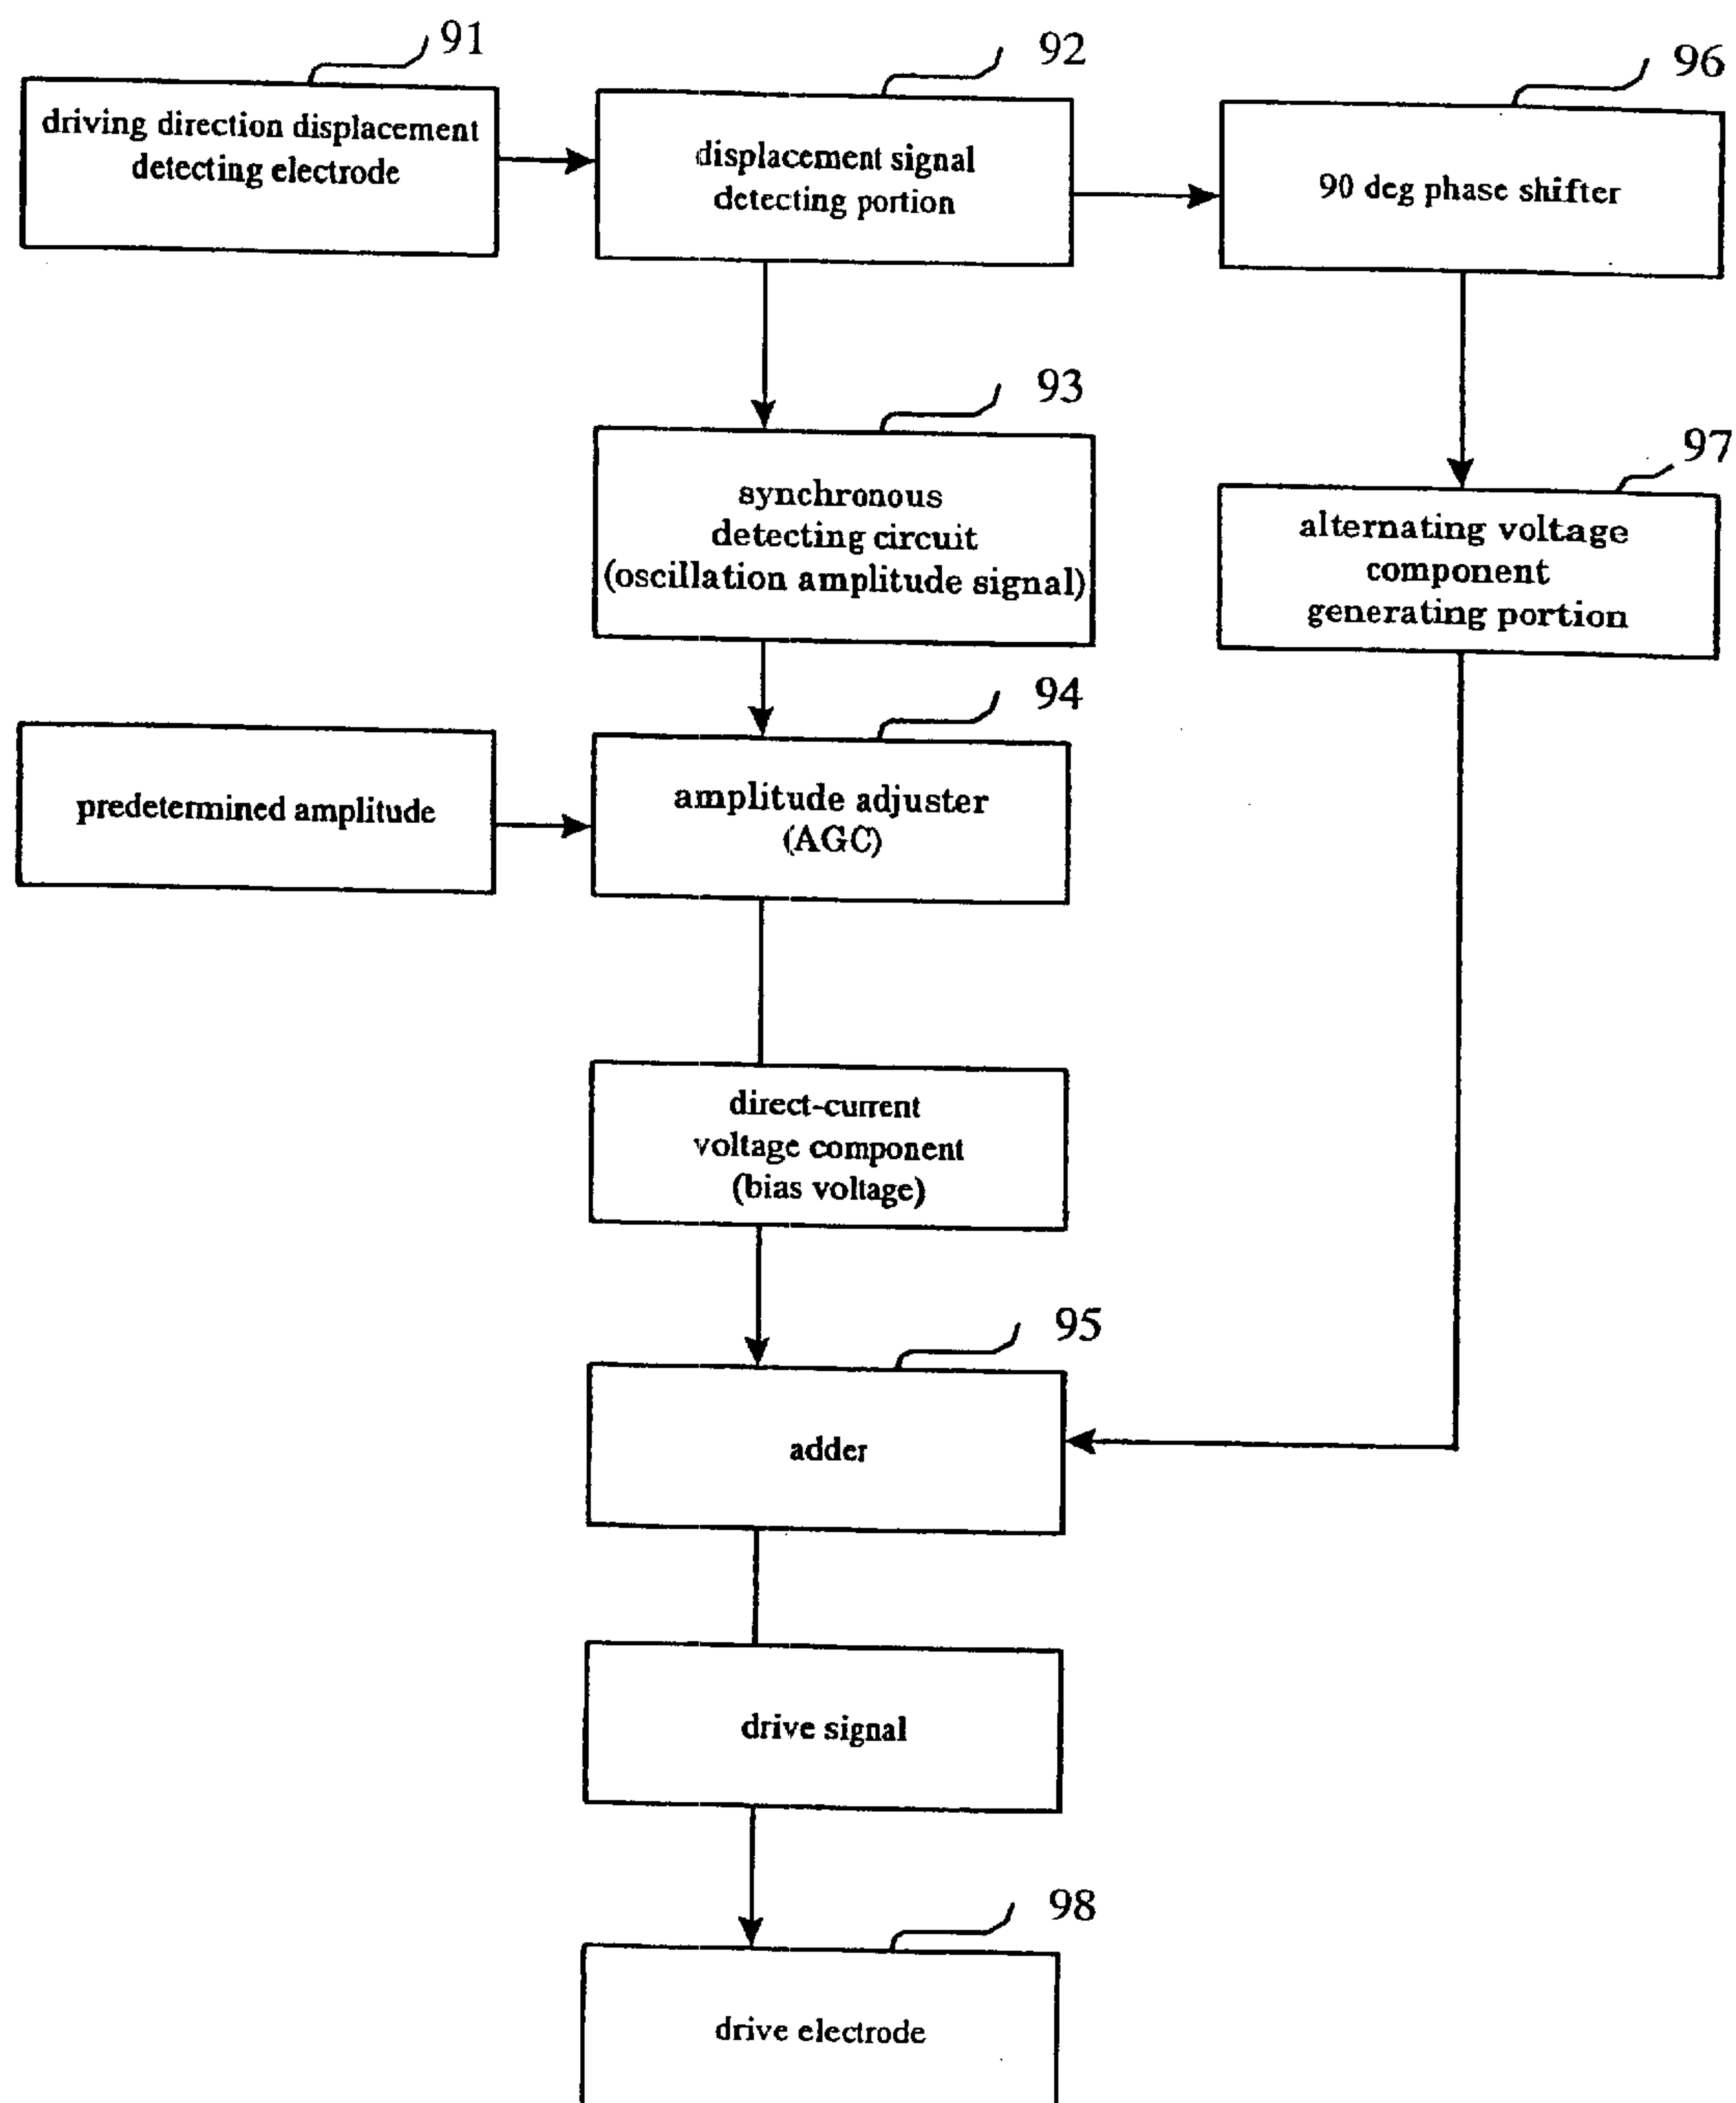 91
driving direction displacement
detecting electrode
92
displacement signal
detecting portion
96
90 deg phase shifter
93
synchronous
detecting circuit
(oscillation amplitude signal)
97
alternating voltage
component
generating portion
predetermined amplitude
94
amplitude adjuster
(AGC)
direct-current
voltage component
(bias voltage)
95
adder
drive signal
98
drive electrode